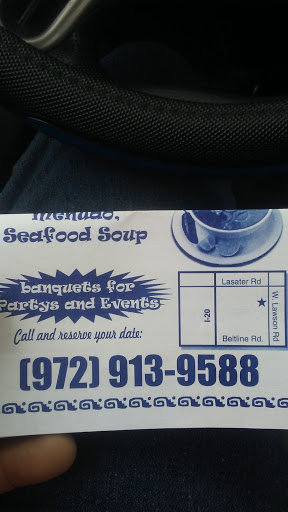 Menudo,
Seafood Soup
banquets for
Partys and Events
Call and reserve your date:
(972) 913-9588
Lasater Rd
I-20
W. Lawson Rd
Beltline Rd.